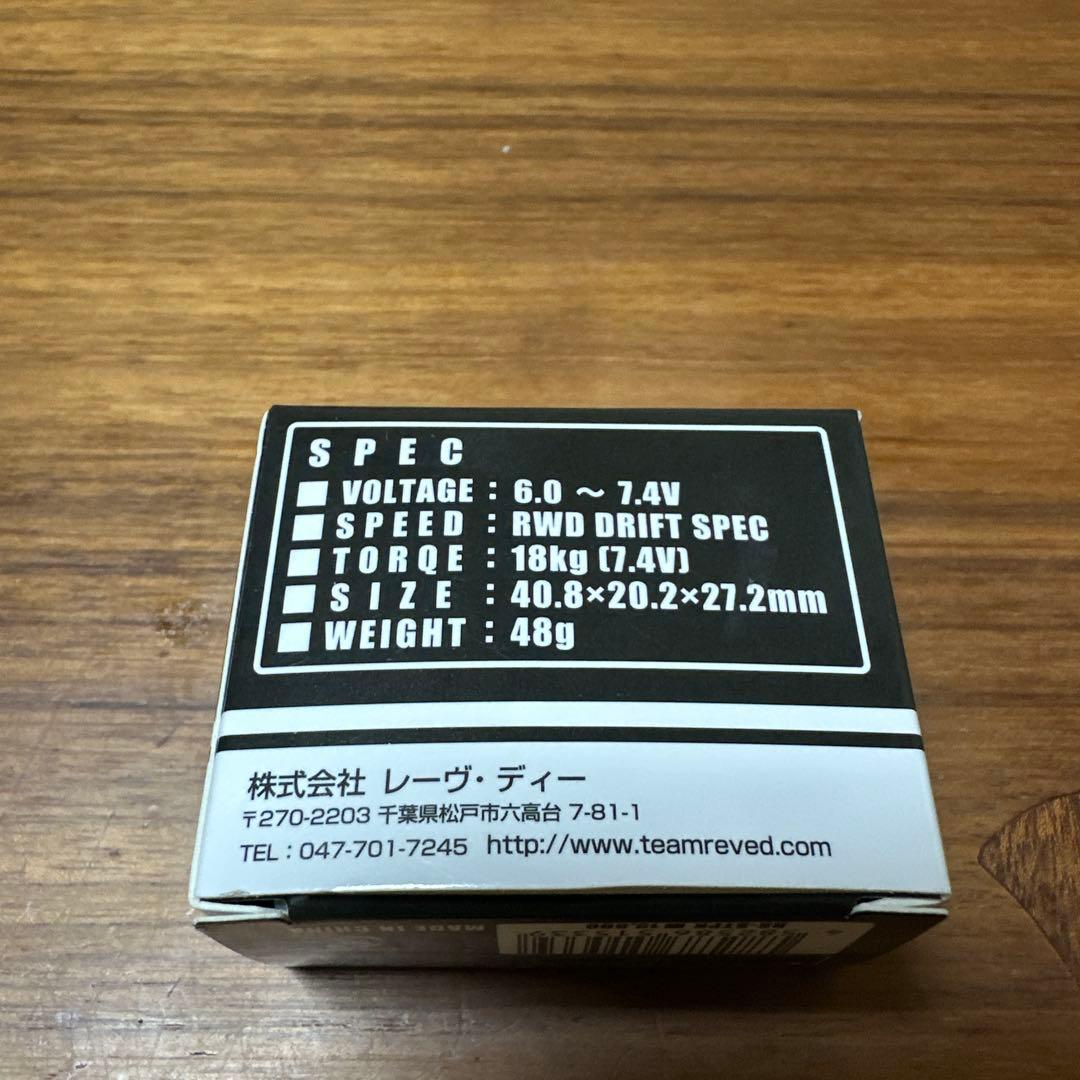 SPEC
■ VOLTAGE : 6.0 ～ 7.4V
■ SPEED : RWD DRIFT SPEC
■ TORQE : 18kg (7.4V)
■ SIZE : 40.8×20.2×27.2mm
■ WEIGHT : 48g
株式会社 レーヴ・ディー
〒270-2203 千葉県松戸市六高台 7-81-1
TEL : 047-701-7245 http://www.teamreved.com
MADE IN CHINA